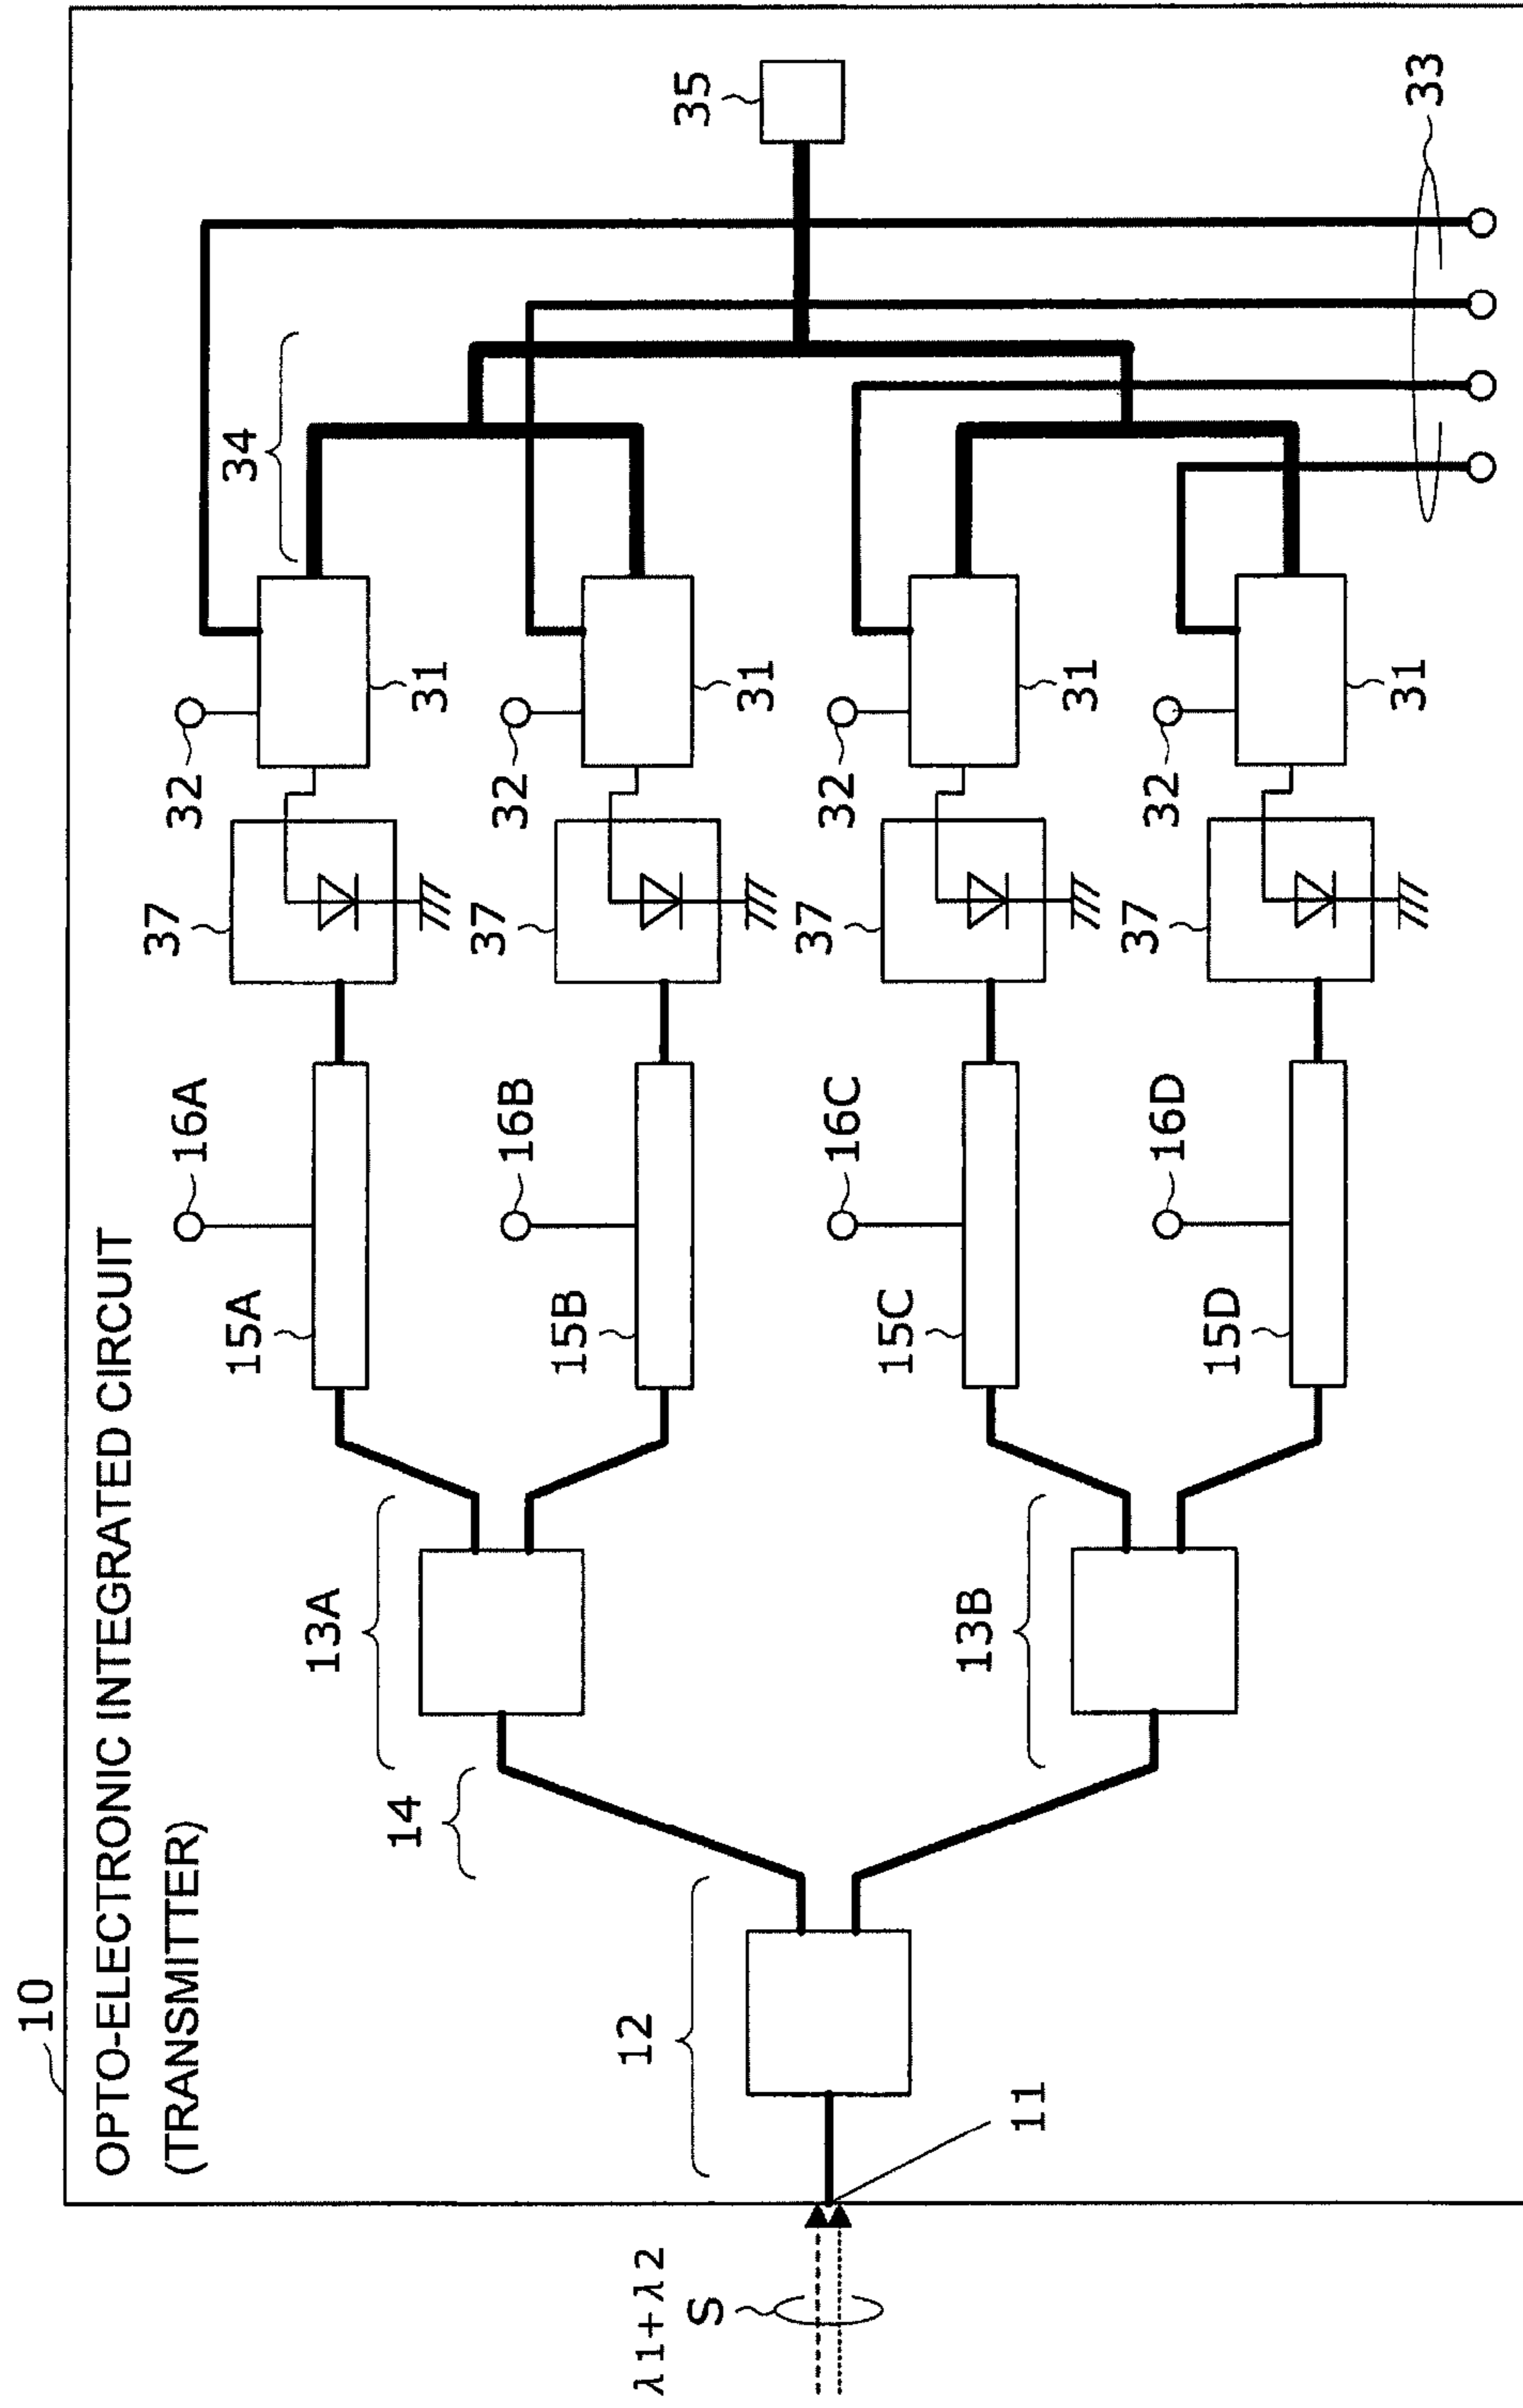 10
OPTO-ELECTRONIC INTEGRATED CIRCUIT
(TRANSMITTER)
λ1+λ2
S
11
12
14
13A
13B
15A
16A
37
32
31
34
15B
16B
37
32
31
35
15C
16C
37
32
31
15D
16D
37
32
31
33